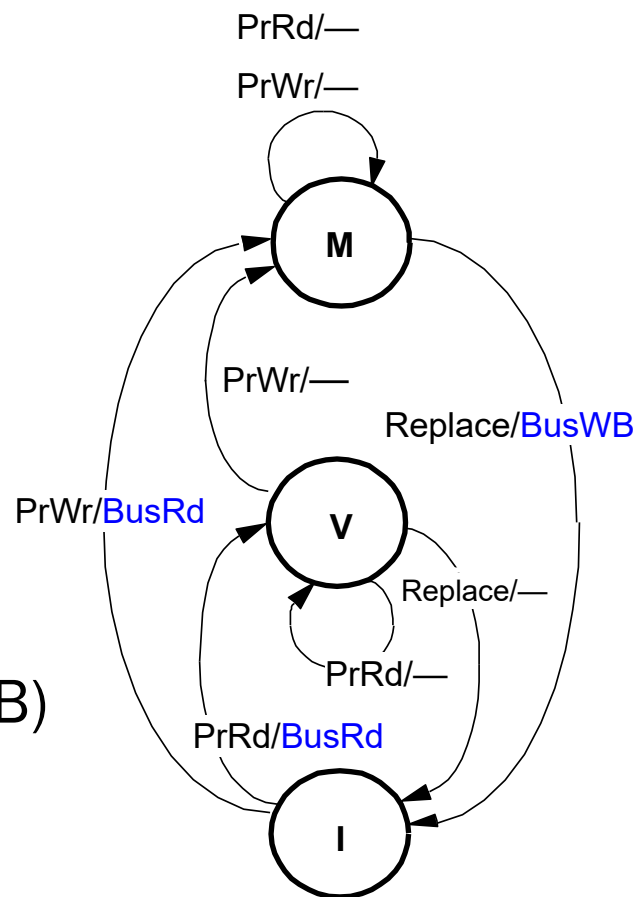 PrRd/—
PrWr/—
M
PrWr/—
Replace/BusWB
PrWr/BusRd
V
Replace/—
PrRd/—
B)
PrRd/BusRd
I